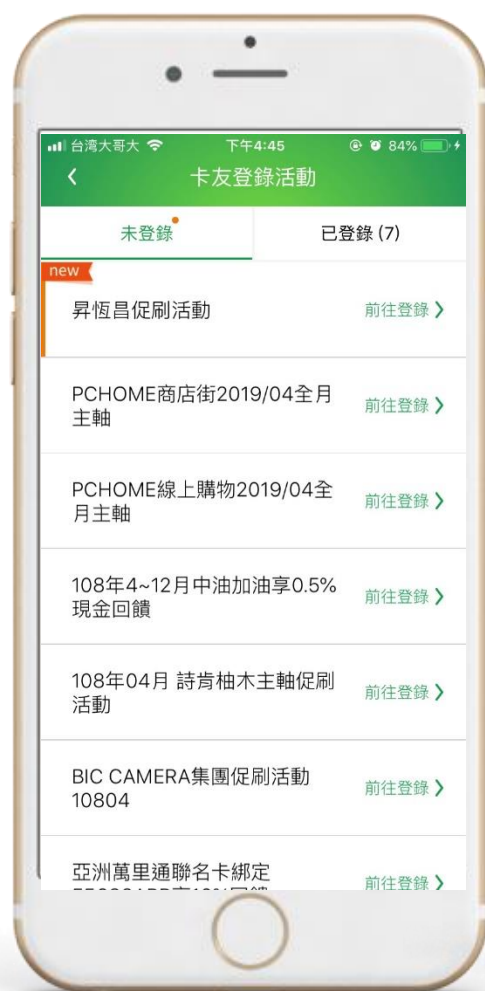 台湾大哥大 下午4:45 84%
卡友登錄活動
未登錄 已登錄 (7)
new
昇恆昌促刷活動 前往登錄
PCHOME商店街2019/04全月
主軸
前往登錄
PCHOME線上購物2019/04全
月主軸
前往登錄
108年4~12月中油加油享0.5%
現金回饋
前往登錄
108年04月 詩肯柚木主軸促刷
活動
前往登錄
BIC CAMERA集團促刷活動
10804
前往登錄
亞洲萬里通聯名卡綁定
前往登錄